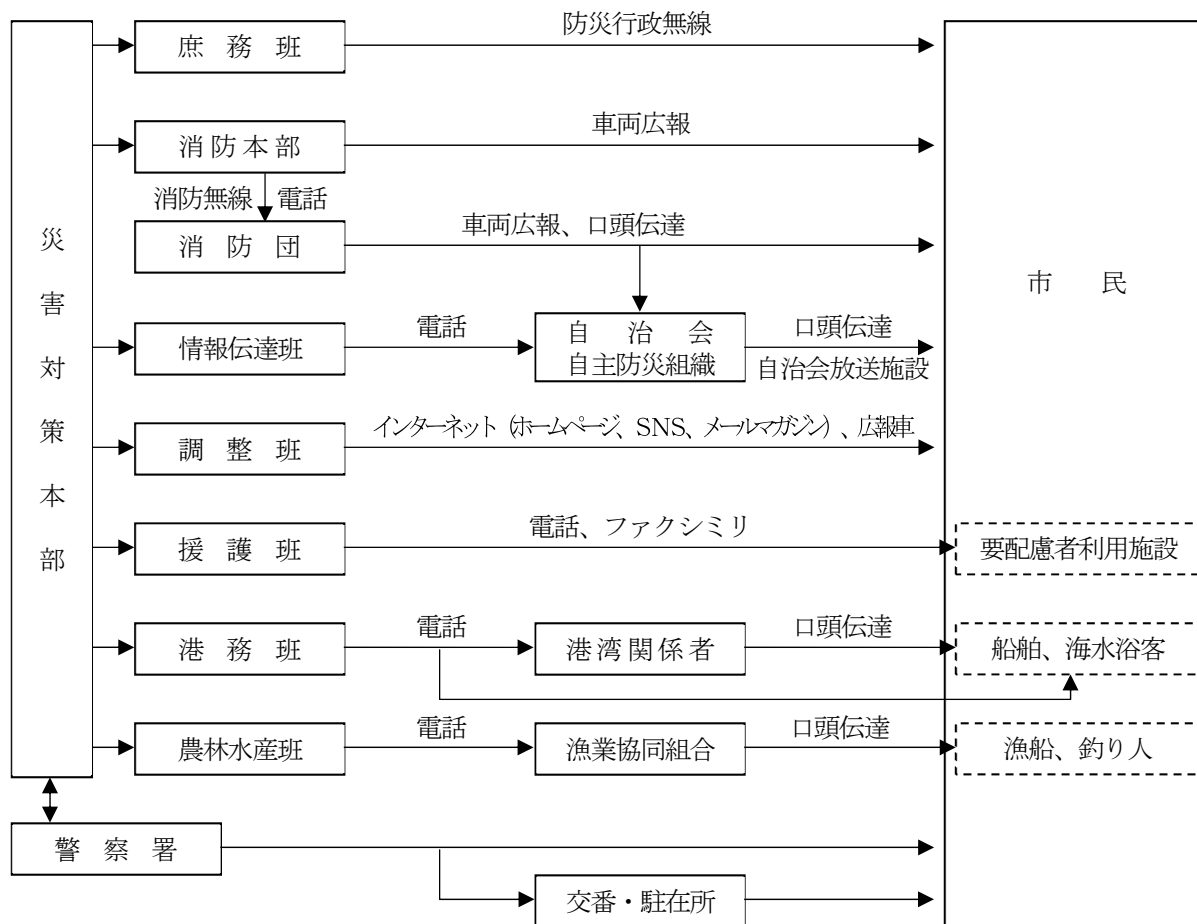 災害対策本部
庶務班
防災行政無線
市民
消防本部
車両広報
消防無線 電話
消防団
車両広報、口頭伝達
情報伝達班
電話
自治会
自主防災組織
口頭伝達
自治会放送施設
調整班
インターネット（ホームページ、SNS、メールマガジン）、広報車
援護班
電話、ファクシミリ
要配慮者利用施設
港務班
電話
港湾関係者
口頭伝達
船舶、海水浴客
農林水産班
電話
漁業協同組合
口頭伝達
漁船、釣り人
警察署
交番・駐在所